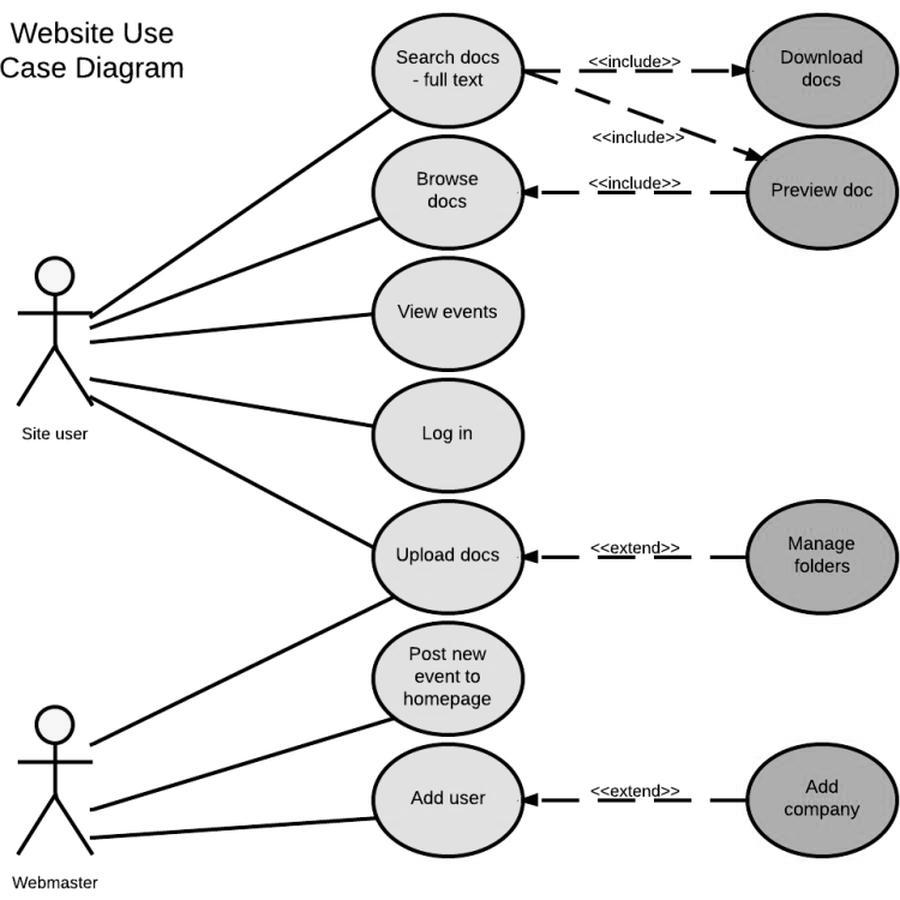 Website Use
Case Diagram
Search docs
- full text
<<include>>
Download
docs
<<include>>
Browse
docs
<<include>>
Preview doc
View events
Log in
Site user
Upload docs
<<extend>>
Manage
folders
Post new
event to
homepage
Add user
<<extend>>
Add
company
Webmaster